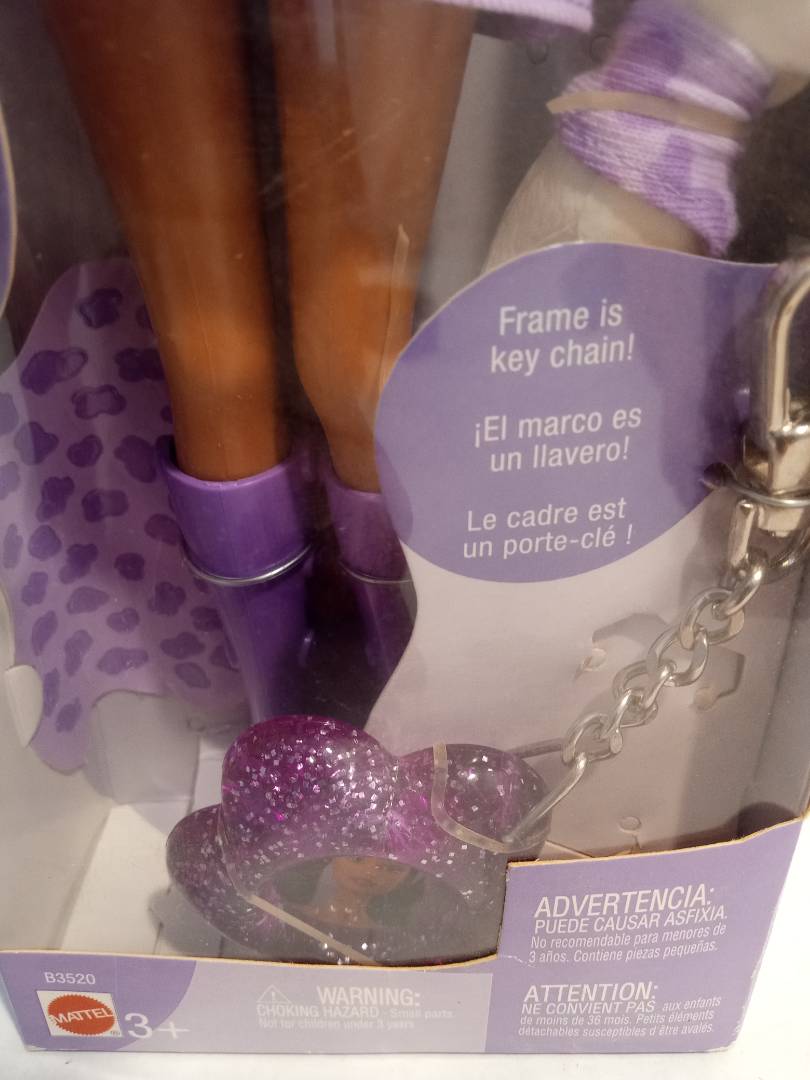 Frame is
key chain!
¡El marco es
un llavero!
Le cadre est
un porte-clé !
B3520
MATTEL
3+
WARNING:
CHOKING HAZARD - Small parts.
Not for children under 3 years.
ADVERTENCIA:
PUEDE CAUSAR ASFIXIA.
No recomendable para menores de
3 años. Contiene piezas pequeñas.
ATTENTION:
NE CONVIENT PAS aux enfants
de moins de 36 mois. Petits éléments
détachables susceptibles d'être avalés.